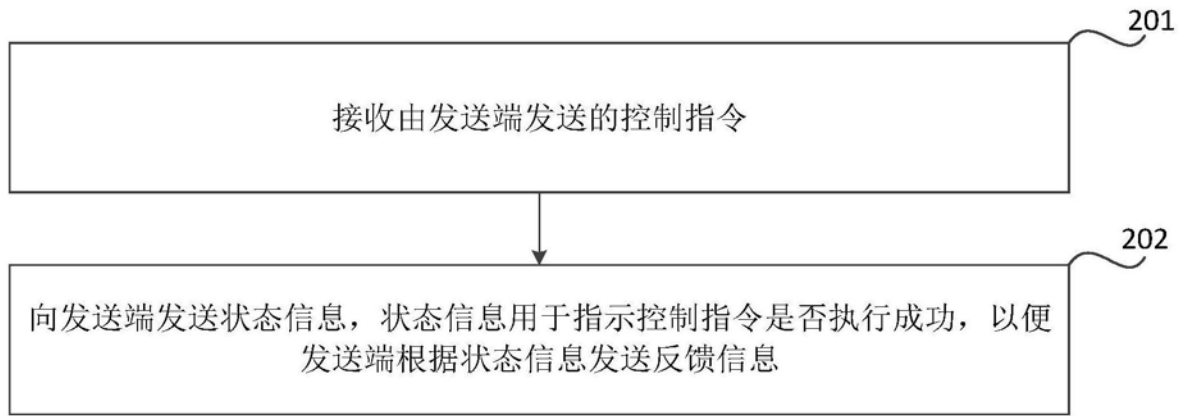 201
接收由发送端发送的控制指令
202
向发送端发送状态信息，状态信息用于指示控制指令是否执行成功，以便
发送端根据状态信息发送反馈信息